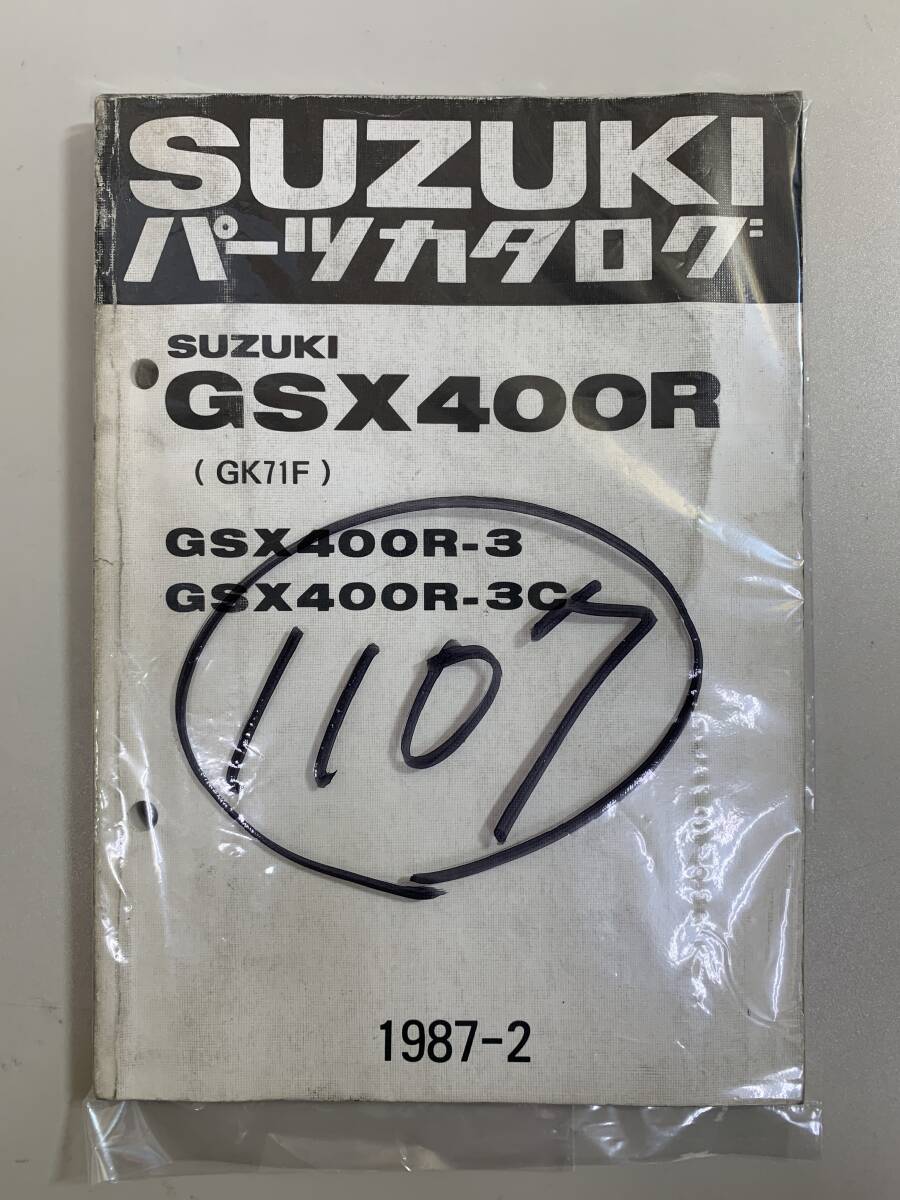 SUZUKI
パーツカタログ
SUZUKI
GSX400R
( GK71F )
GSX400R-3
GSX400R-3C
1107
1987-2